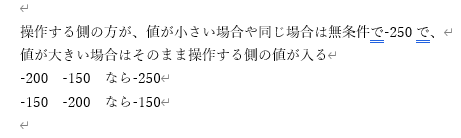 操作する側の方が、値が小さい場合や同じ場合は無条件で-250 で、
値が大きい場合はそのまま操作する側の値が入る↵
-200　-150　なら-250↵
-150　-200　なら-150↵